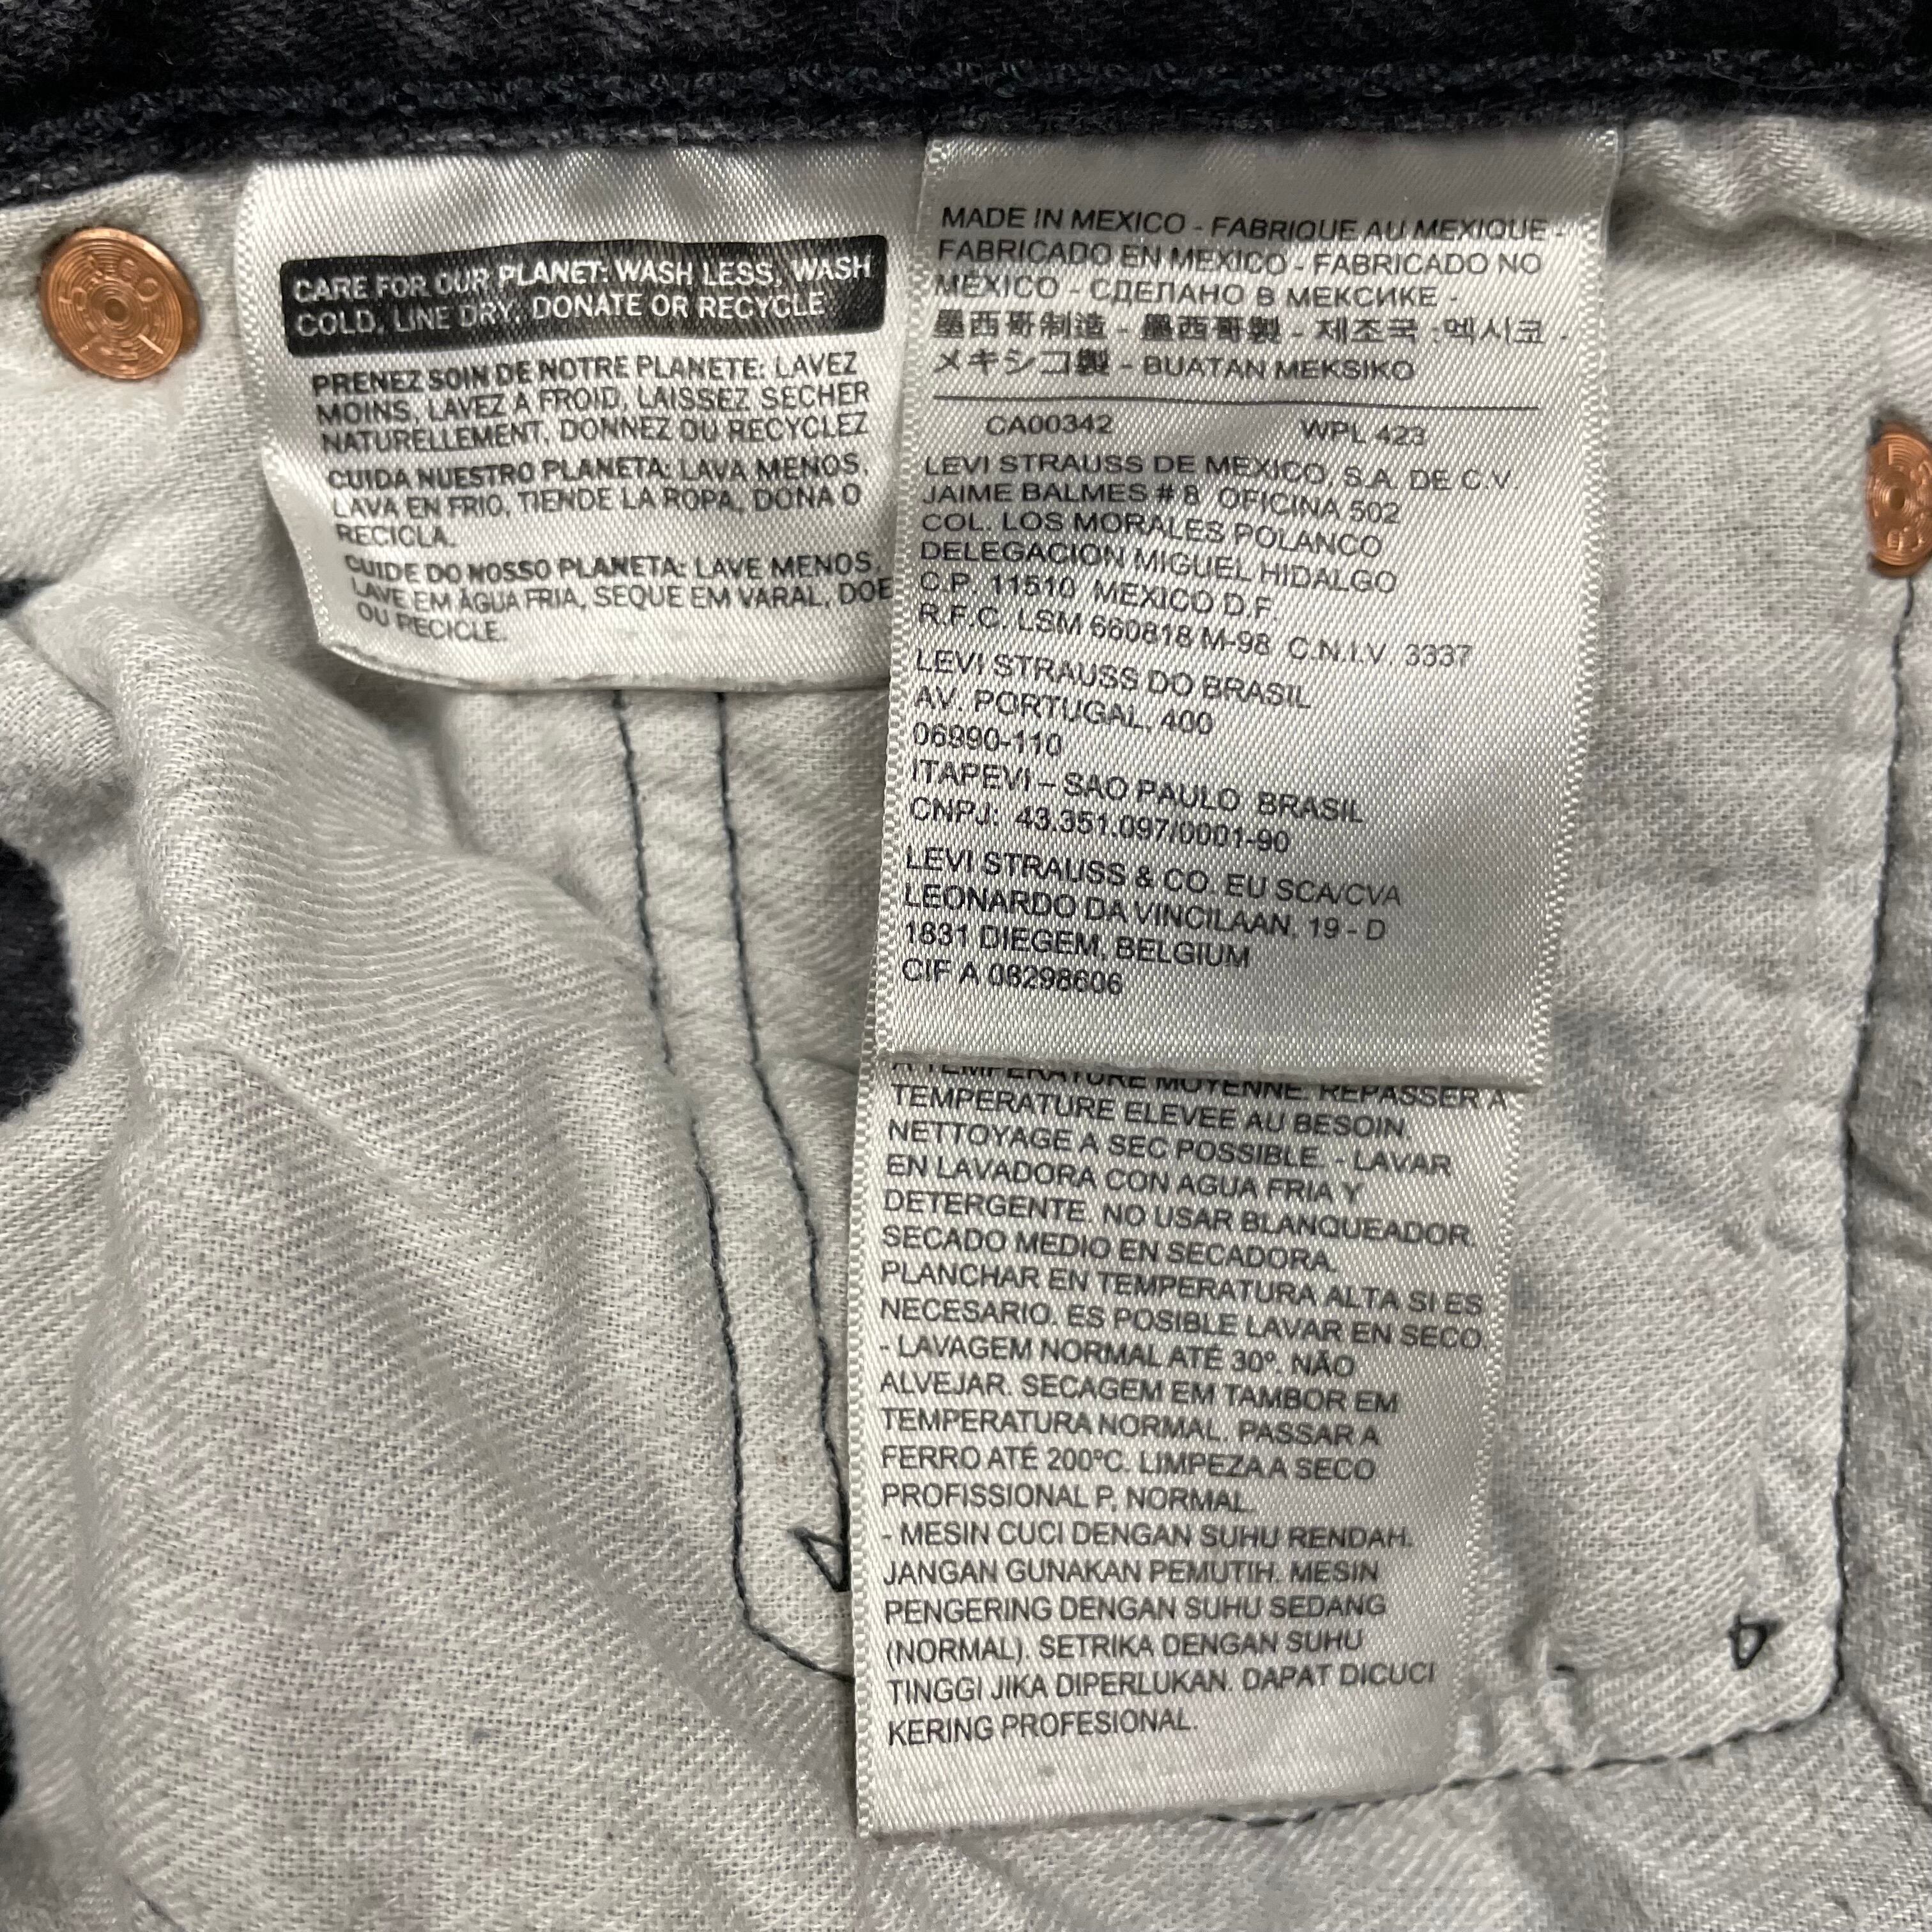 CARE FOR OUR PLANET: WASH LESS, WASH
COLD, LINE DRY, DONATE OR RECYCLE
PRENEZ SOIN DE NOTRE PLANETE: LAVEZ
MOINS, LAVEZ A FROID, LAISSEZ SECHER
NATURELLEMENT, DONNEZ OU RECYCLEZ
CUIDA NUESTRO PLANETA: LAVA MENOS,
LAVA EN FRIO, TIENDE LA ROPA, DONA O
RECICLA.
CUIDE DO NOSSO PLANETA: LAVE MENOS,
LAVE EM ÁGUA FRIA, SEQUE EM VARAL, DOE
OU RECICLE.
MADE IN MEXICO - FABRIQUE AU MEXIQUE -
FABRICADO EN MEXICO - FABRICADO NO
MEXICO - СДЕЛАНО В МЕКСИКЕ -
墨西哥制造 - 墨西哥製 - 제조국 :멕시코 -
メキシコ製 - BUATAN MEKSIKO
CA00342 WPL 423
LEVI STRAUSS DE MEXICO, S.A. DE C.V.
JAIME BALMES # 8 OFICINA 502
COL. LOS MORALES POLANCO
DELEGACION MIGUEL HIDALGO
C.P. 11510 MEXICO D.F.
R.F.C. LSM 660818 M-98 C.N.I.V. 3337
LEVI STRAUSS DO BRASIL
AV. PORTUGAL, 400
06990-110
ITAPEVI – SAO PAULO BRASIL
CNPJ: 43.351.097/0001-90
LEVI STRAUSS & CO. EU SCA/CVA
LEONARDO DA VINCILAAN, 19 - D
1831 DIEGEM, BELGIUM
CIF A 08298606
A TEMPERATURE MOYENNE. REPASSER A
TEMPERATURE ELEVEE AU BESOIN.
NETTOYAGE A SEC POSSIBLE. - LAVAR
EN LAVADORA CON AGUA FRIA Y
DETERGENTE. NO USAR BLANQUEADOR.
SECADO MEDIO EN SECADORA.
PLANCHAR EN TEMPERATURA ALTA SI ES
NECESARIO. ES POSIBLE LAVAR EN SECO.
- LAVAGEM NORMAL ATÉ 30º. NÃO
ALVEJAR. SECAGEM EM TAMBOR EM
TEMPERATURA NORMAL. PASSAR A
FERRO ATÉ 200ºC. LIMPEZA A SECO
PROFISSIONAL P, NORMAL.
- MESIN CUCI DENGAN SUHU RENDAH.
JANGAN GUNAKAN PEMUTIH. MESIN
PENGERING DENGAN SUHU SEDANG
(NORMAL). SETRIKA DENGAN SUHU
TINGGI JIKA DIPERLUKAN. DAPAT DICUCI
KERING PROFESIONAL.